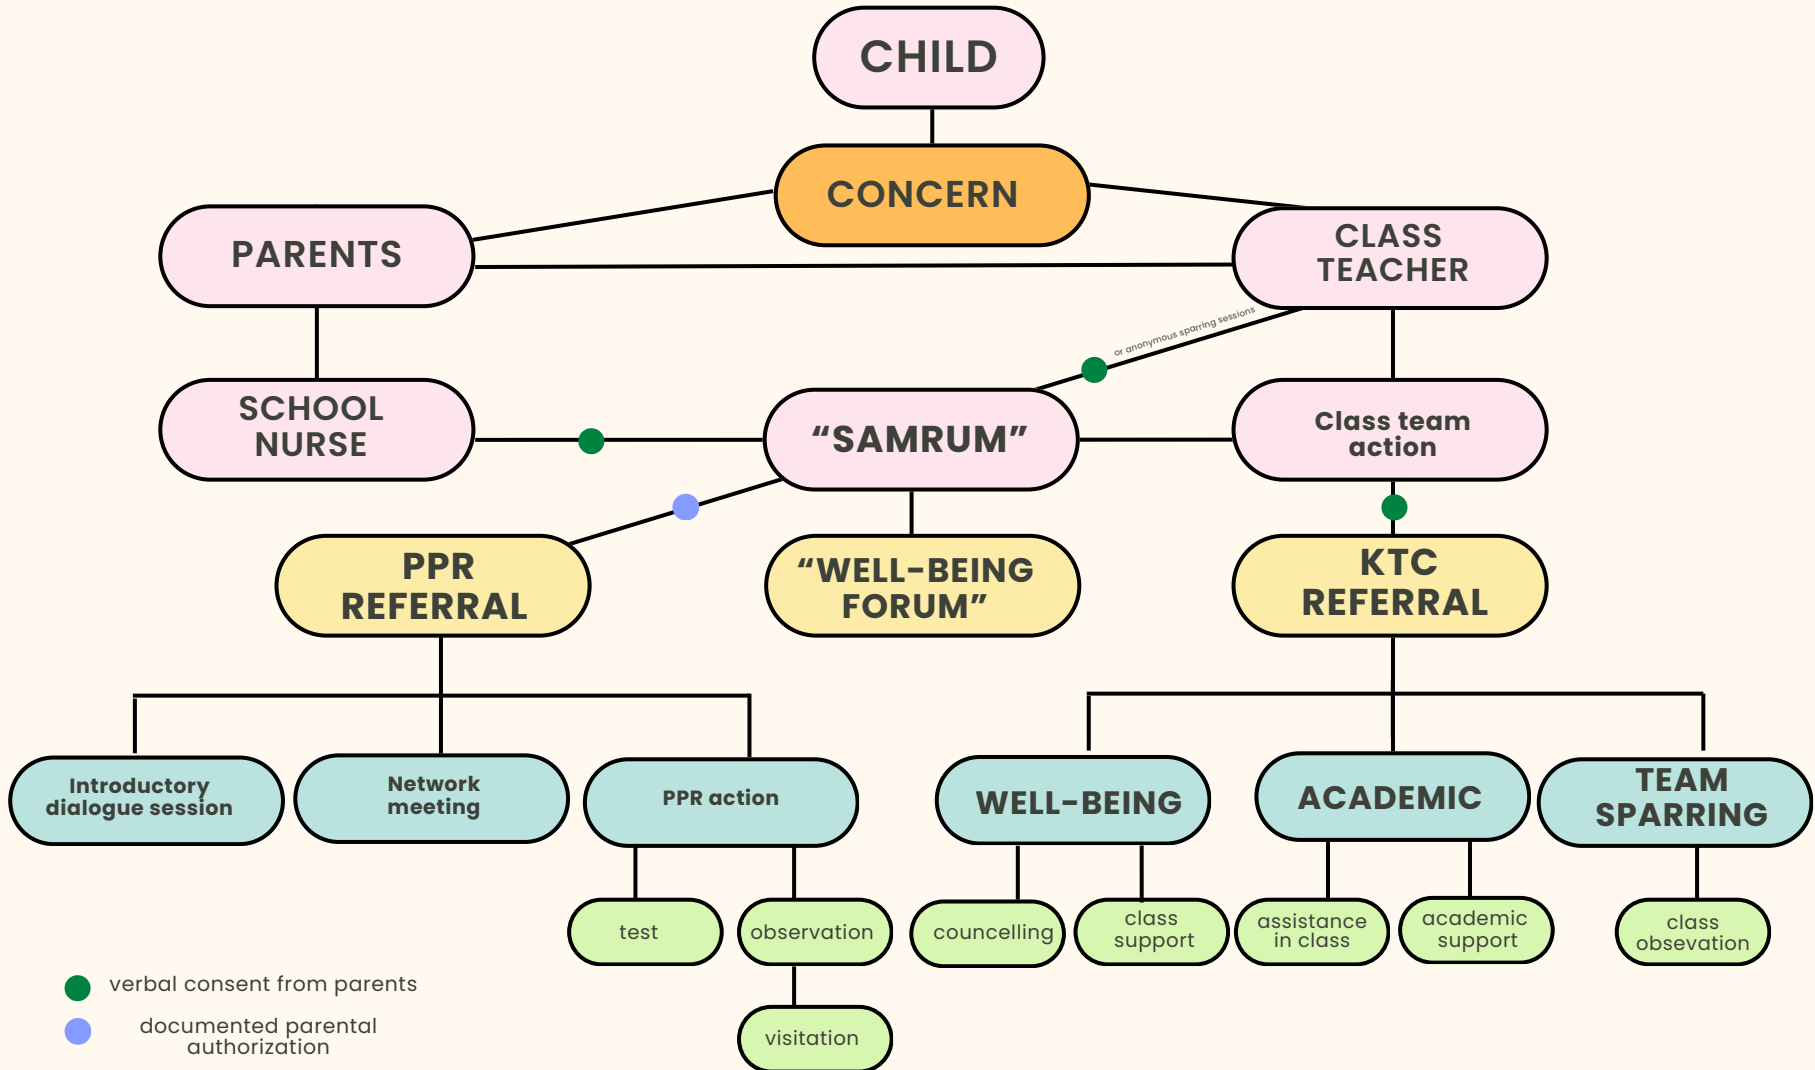 CHILD
CONCERN
PARENTS
CLASS
TEACHER
or anonymous sparring sessions
SCHOOL
NURSE
“SAMRUM”
Class team
action
PPR
REFERRAL
“WELL-BEING
FORUM”
KTC
REFERRAL
Introductory
dialogue session
Network
meeting
PPR action
WELL-BEING
ACADEMIC
TEAM
SPARRING
test
observation
councelling
class
support
assistance
in class
academic
support
class
obsevation
visitation
verbal consent from parents
documented parental
authorization